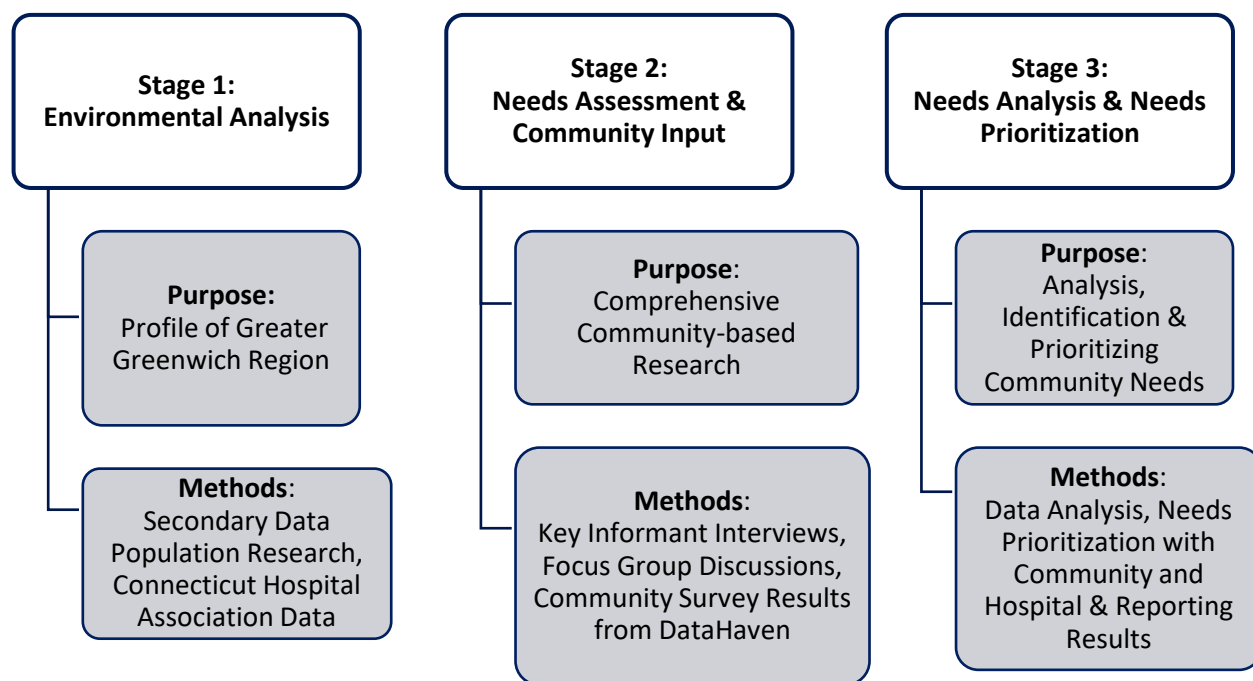 Stage 1:
Environmental Analysis
Purpose:
Profile of Greater
Greenwich Region
Methods:
Secondary Data
Population Research,
Connecticut Hospital
Association Data
Stage 2:
Needs Assessment &
Community Input
Purpose:
Comprehensive
Community-based
Research
Methods:
Key Informant Interviews,
Focus Group Discussions,
Community Survey Results
from DataHaven
Stage 3:
Needs Analysis & Needs
Prioritization
Purpose:
Analysis,
Identification &
Prioritizing
Community Needs
Methods:
Data Analysis, Needs
Prioritization with
Community and
Hospital & Reporting
Results